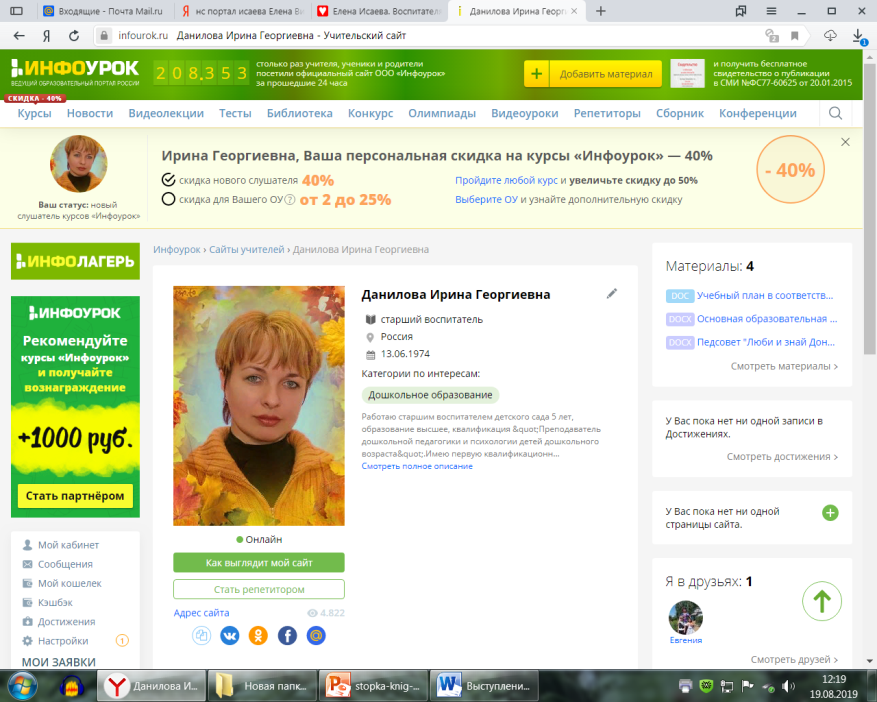 Входящие - Почта Mail.ru
нс портал исаева Елена Ви
Елена Исаева. Воспитател
Данилова Ирина Георг
infourok.ru Данилова Ирина Георгиевна - Учительский сайт
ИНФОУРОК
ВЕДУЩИЙ ОБРАЗОВАТЕЛЬНЫЙ ПОРТАЛ РОССИИ
208.353
столько раз учителя, ученики и родители
посетили официальный сайт ООО «Инфоурок»
за прошедшие 24 часа
+ Добавить материал
и получить бесплатное
свидетельство о публикации
в СМИ №ФС77-60625 от 20.01.2015
СКИДКА - 40%
Курсы Новости Видеолекции Тесты Библиотека Конкурс Олимпиады Видеоуроки Репетиторы Сборник Конференции
Ирина Георгиевна, Ваша персональная скидка на курсы «Инфоурок» — 40%
скидка нового слушателя 40%
Пройдите любой курс и увеличьте скидку до 50%
скидка для Вашего ОУ ? от 2 до 25%
Выберите ОУ и узнайте дополнительную скидку
- 40%
Ваш статус: новый
слушатель курсов «Инфоурок»
ИНФОЛАГЕРЬ
ИНФОУРОК
Рекомендуйте
курсы «Инфоурок»
и получайте
вознаграждение
+1000 руб.
Стать партнёром
Мой кабинет
Сообщения
Мой кошелек
Кэшбэк
Достижения
Настройки 1
МОИ ЗАЯВКИ
Инфоурок › Сайты учителей › Данилова Ирина Георгиевна
Данилова Ирина Георгиевна
старший воспитатель
Россия
13.06.1974
Категории по интересам:
Дошкольное образование
Работаю старшим воспитателем детского сада 5 лет,
образование высшее, квалификация &quot;Преподаватель
дошкольной педагогики и психологии детей дошкольного
возраста&quot;.Имею первую квалификационн...
Смотреть полное описание
Онлайн
Как выглядит мой сайт
Стать репетитором
Адрес сайта 4,822
Материалы: 4
DOC Учебный план в соответств...
DOCX Основная образовательная ...
DOCX Педсовет "Люби и знай Дон...
Смотреть материалы ›
У Вас пока нет ни одной записи в
Достижениях.
Смотреть достижения ›
У Вас пока нет ни одной
страницы сайта.
Я в друзьях: 1
Евгения
Смотреть друзей ›
Данилова И...
Новая папк...
stopka-knig-...
Выступлени...
12:19
19.08.2019